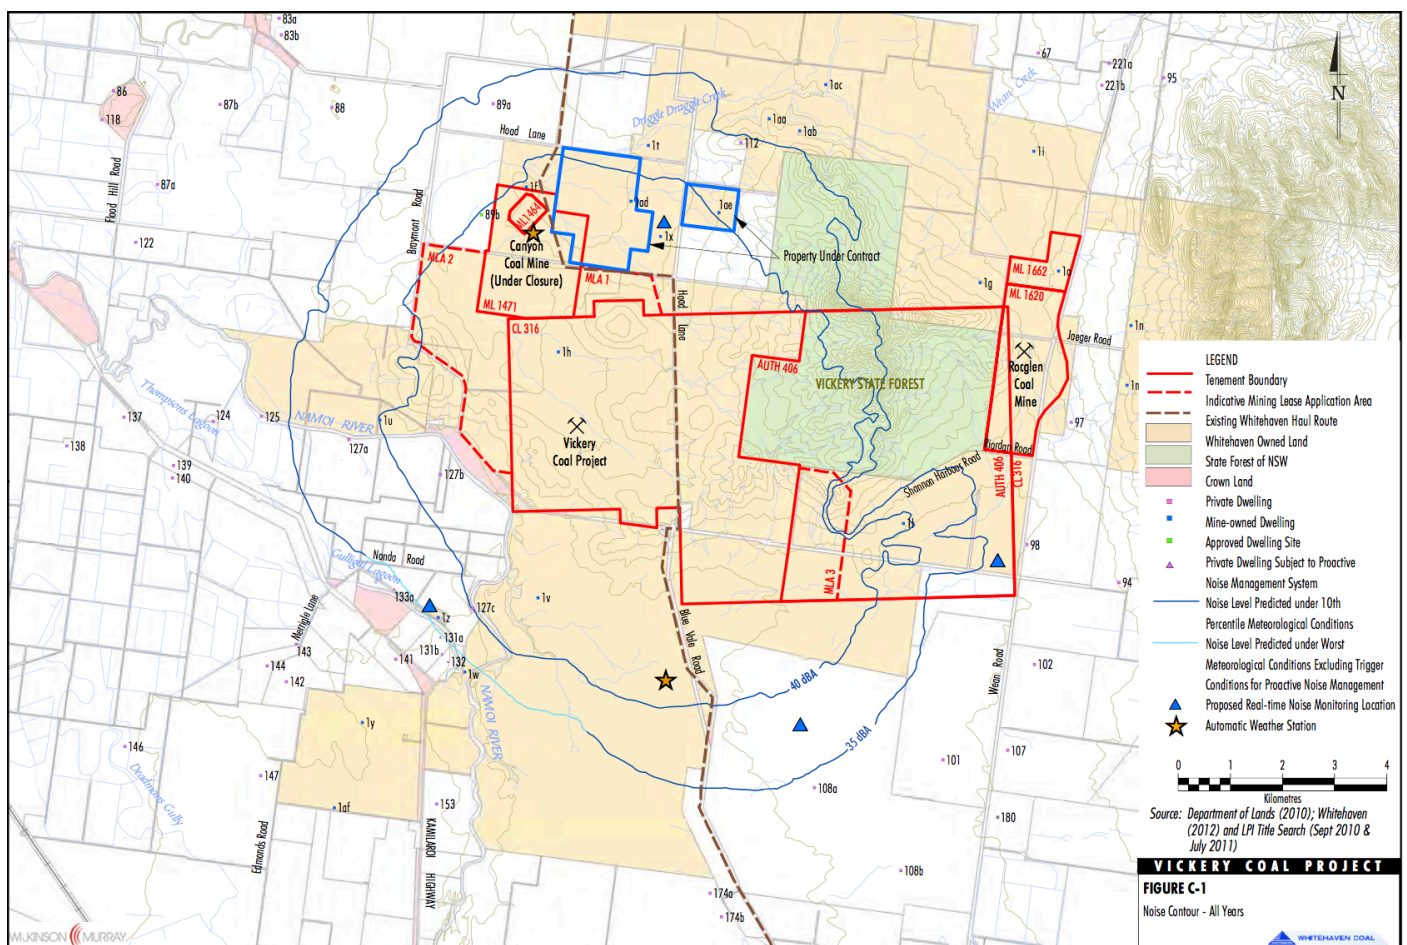 83a
83b
67
221a
221b
95
86
87b
88
89a
Driggle Draggle Creek
1ac
Wean Creek
N
118
Hoad Lane
1aa
1ab
112
1t
1i
Flood Hill Road
87a
1f
ML1464
1ad
1ae
Braymont Road
89b
122
1x
Canyon
Coal Mine
(Under Closure)
Property Under Contract
MLA 2
MLA 1
ML 1471
ML 1662
1o
ML 1620
1g
CL 316
Hoad Lane
1n
Jaeger Road
1h
AUTH 406
VICKERY STATE FOREST
Rocglen
Coal
Mine
Thompsons Lagoon
137
124
125
NAMOI RIVER
1u
97
138
127a
Vickery
Coal Project
Riordan Road
139
140
127b
Shannon Harbour Road
AUTH 406
CL 316
98
Nanda Road
Gulligal Lagoon
133a
1z
127c
1v
MLA 3
94
Merrigle Lane
143
131a
131b
132
141
144
142
1w
Blue Vale Road
Wean Road
102
40 dBA
35 dBA
1y
NAMOI RIVER
146
147
Deadmans Gully
1af
153
101
107
108a
180
Edmonds Road
KAMILAROI HIGHWAY
108b
174a
174b
LEGEND
Tenement Boundary
Indicative Mining Lease Application Area
Existing Whitehaven Haul Route
Whitehaven Owned Land
State Forest of NSW
Crown Land
Private Dwelling
Mine-owned Dwelling
Approved Dwelling Site
Private Dwelling Subject to Proactive
Noise Management System
Noise Level Predicted under 10th
Percentile Meteorological Conditions
Noise Level Predicted under Worst
Meteorological Conditions Excluding Trigger
Conditions for Proactive Noise Management
Proposed Real-time Noise Monitoring Location
Automatic Weather Station
0 1 2 3 4
Kilometres
Source: Department of Lands (2010); Whitehaven
(2012) and LPI Title Search (Sept 2010 &
July 2011)
VICKERY COAL PROJECT
FIGURE C-1
Noise Contour - All Years
WILKINSON MURRAY
WHITEHAVEN COAL